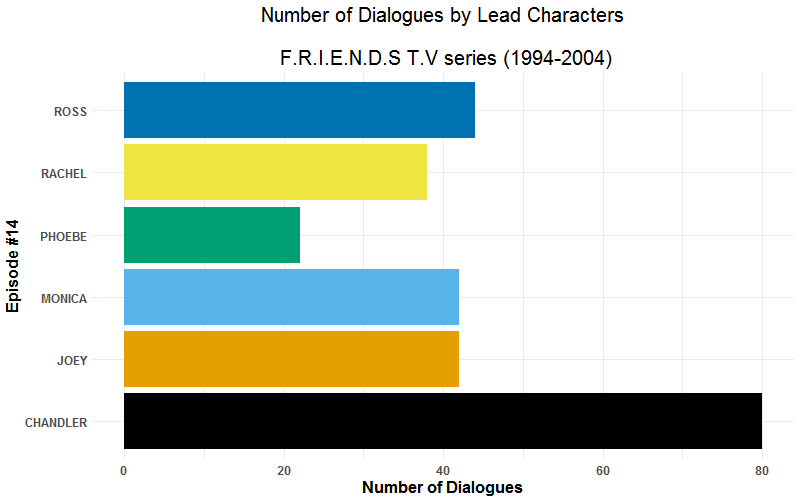 Number of Dialogues by Lead Characters
F.R.I.E.N.D.S T.V series (1994-2004)
Episode #14
ROSS
RACHEL
PHOEBE
MONICA
JOEY
CHANDLER
0 20 40 60 80
Number of Dialogues